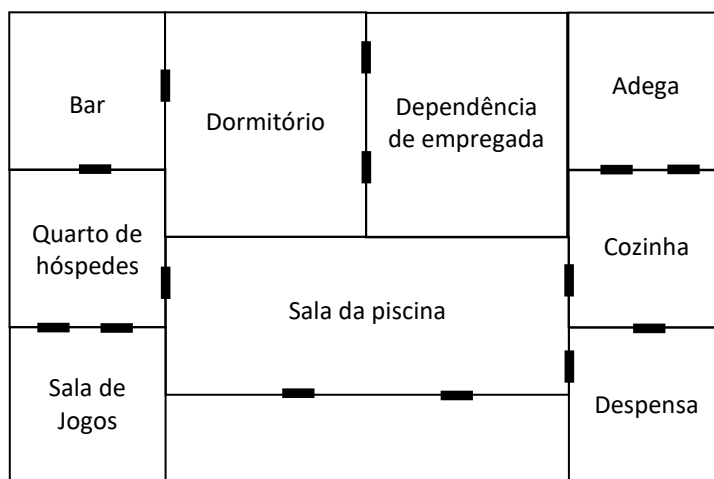 Bar
Dormitório
Dependência
de empregada
Adega
Quarto de
hóspedes
Sala da piscina
Cozinha
Sala de
Jogos
Despensa